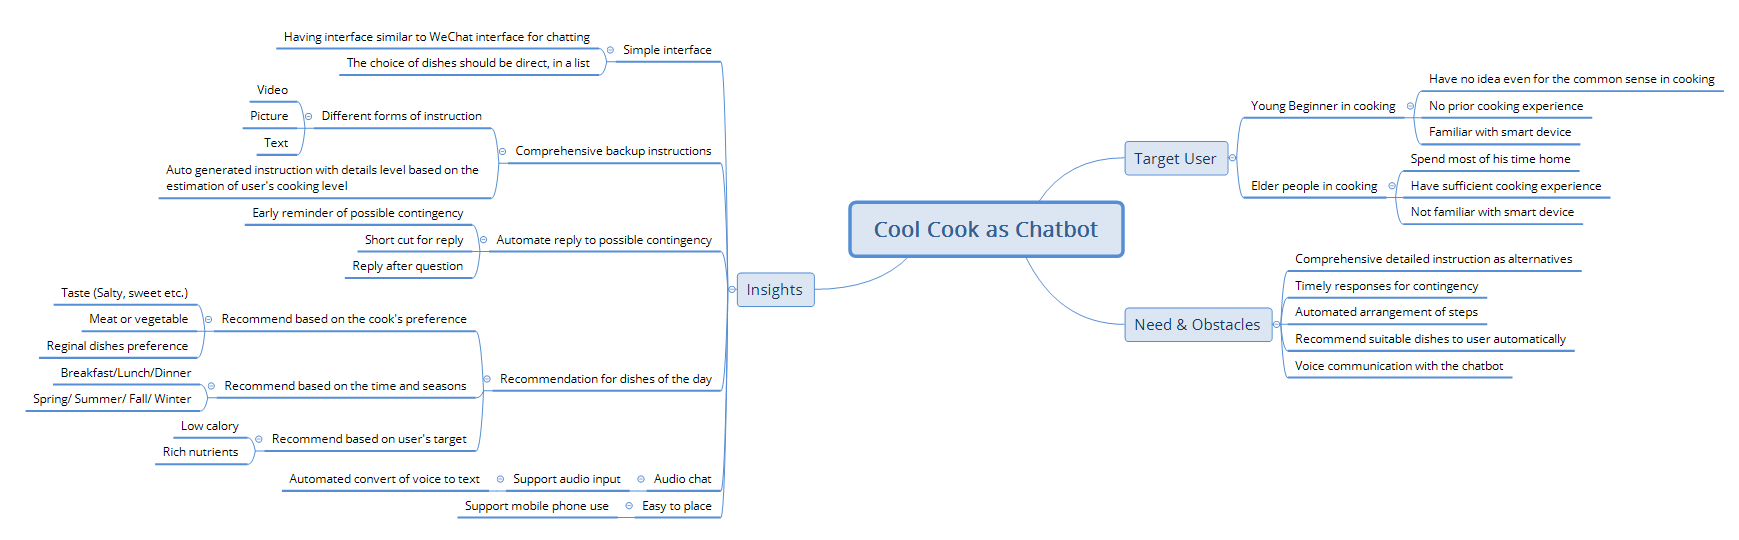 Cool Cook as Chatbot
Target User
Young Beginner in cooking
Have no idea even for the common sense in cooking
No prior cooking experience
Familiar with smart device
Elder people in cooking
Spend most of his time home
Have sufficient cooking experience
Not familiar with smart device
Need & Obstacles
Comprehensive detailed instruction as alternatives
Timely responses for contingency
Automated arrangement of steps
Recommend suitable dishes to user automatically
Voice communication with the chatbot
Insights
Simple interface
Having interface similar to WeChat interface for chatting
The choice of dishes should be direct, in a list
Comprehensive backup instructions
Different forms of instruction
Video
Picture
Text
Auto generated instruction with details level based on the
estimation of user's cooking level
Automate reply to possible contingency
Early reminder of possible contingency
Short cut for reply
Reply after question
Recommendation for dishes of the day
Recommend based on the cook's preference
Taste (Salty, sweet etc.)
Meat or vegetable
Reginal dishes preference
Recommend based on the time and seasons
Breakfast/Lunch/Dinner
Spring/ Summer/ Fall/ Winter
Recommend based on user's target
Low calory
Rich nutrients
Audio chat
Support audio input
Automated convert of voice to text
Easy to place
Support mobile phone use